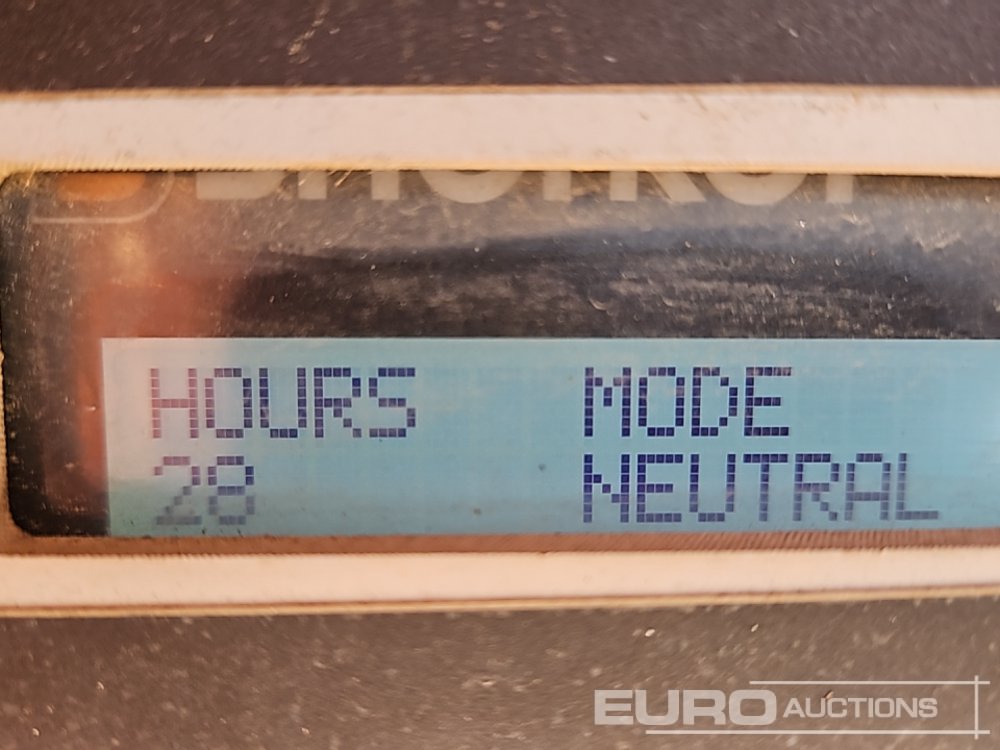 HOURS MODE
28 NEUTRAL
EURO AUCTIONS